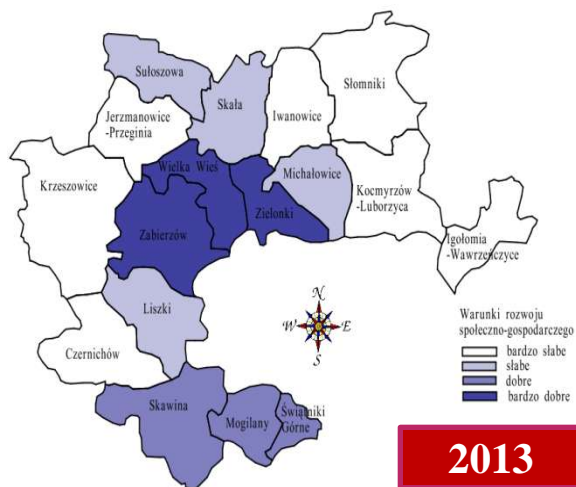 Sułoszowa
Skała
Słomniki
Jerzmanowice
-Przeginia
Iwanowice
Wielka Wieś
Michałowice
Krzeszowice
Kocmyrzów
-Luborzyca
Zielonki
Zabierzów
Igołomia
-Wawrzeńczyce
Liszki
N
W E
S
Czernichów
Warunki rozwoju
społeczno-gospodarczego
bardzo słabe
słabe
dobre
bardzo dobre
Skawina
Mogilany
Świątniki
Górne
2013